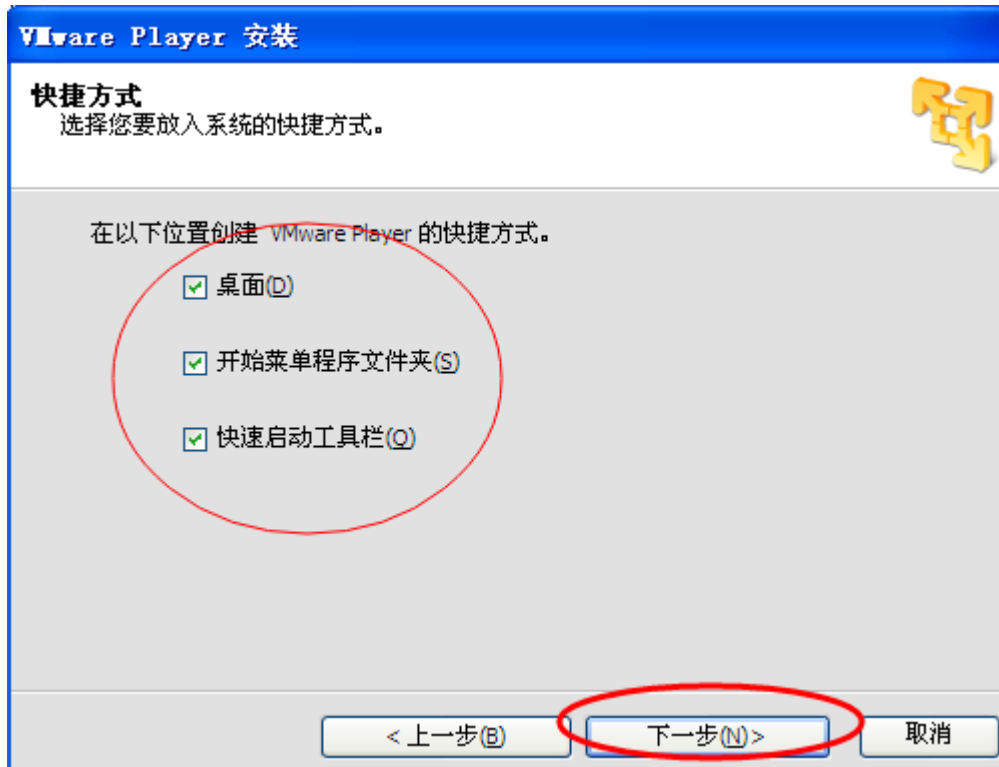 VMware Player 安装
快捷方式
选择您要放入系统的快捷方式。
在以下位置创建 VMware Player 的快捷方式。
桌面(D)
开始菜单程序文件夹(S)
快速启动工具栏(Q)
< 上一步(B)
下一步(N) >
取消